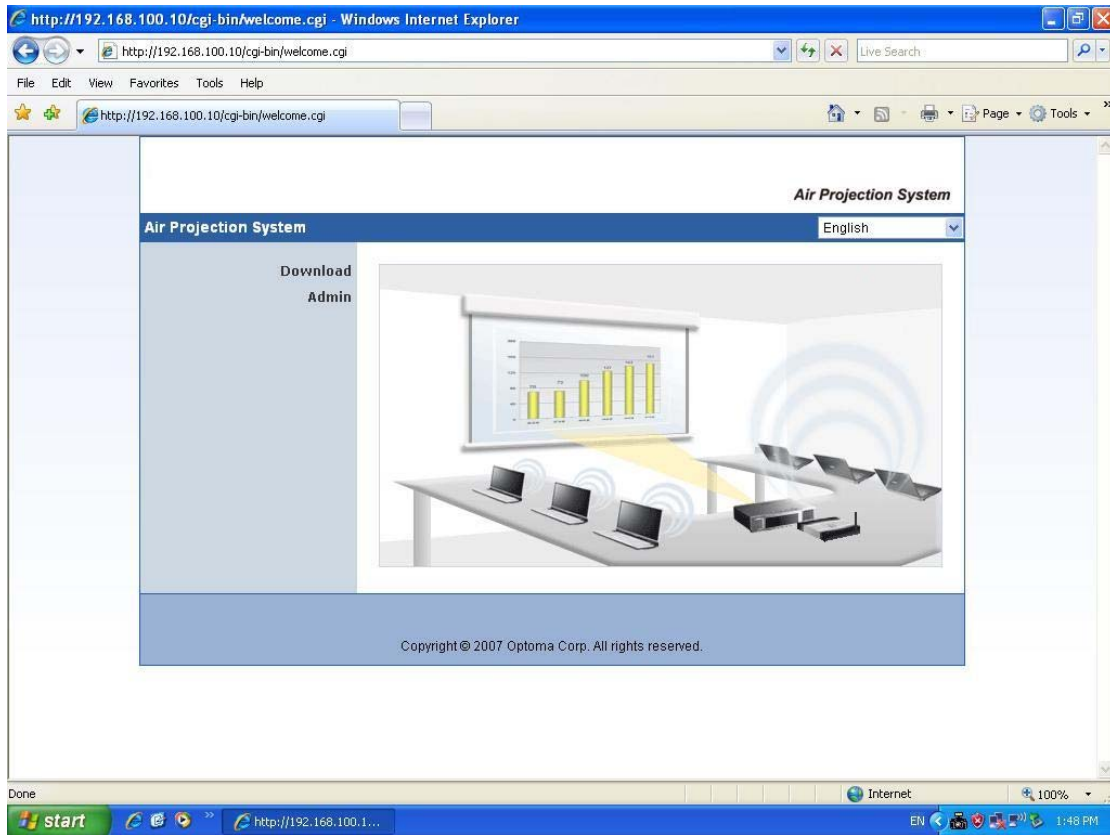 http://192.168.100.10/cgi-bin/welcome.cgi - Windows Internet Explorer
http://192.168.100.10/cgi-bin/welcome.cgi
Live Search
File Edit View Favorites Tools Help
http://192.168.100.10/cgi-bin/welcome.cgi
Page Tools
Air Projection System
Air Projection System
English
Download
Admin
Copyright © 2007 Optoma Corp. All rights reserved.
Done
Internet
100%
start
http://192.168.100.1...
EN
1:48 PM